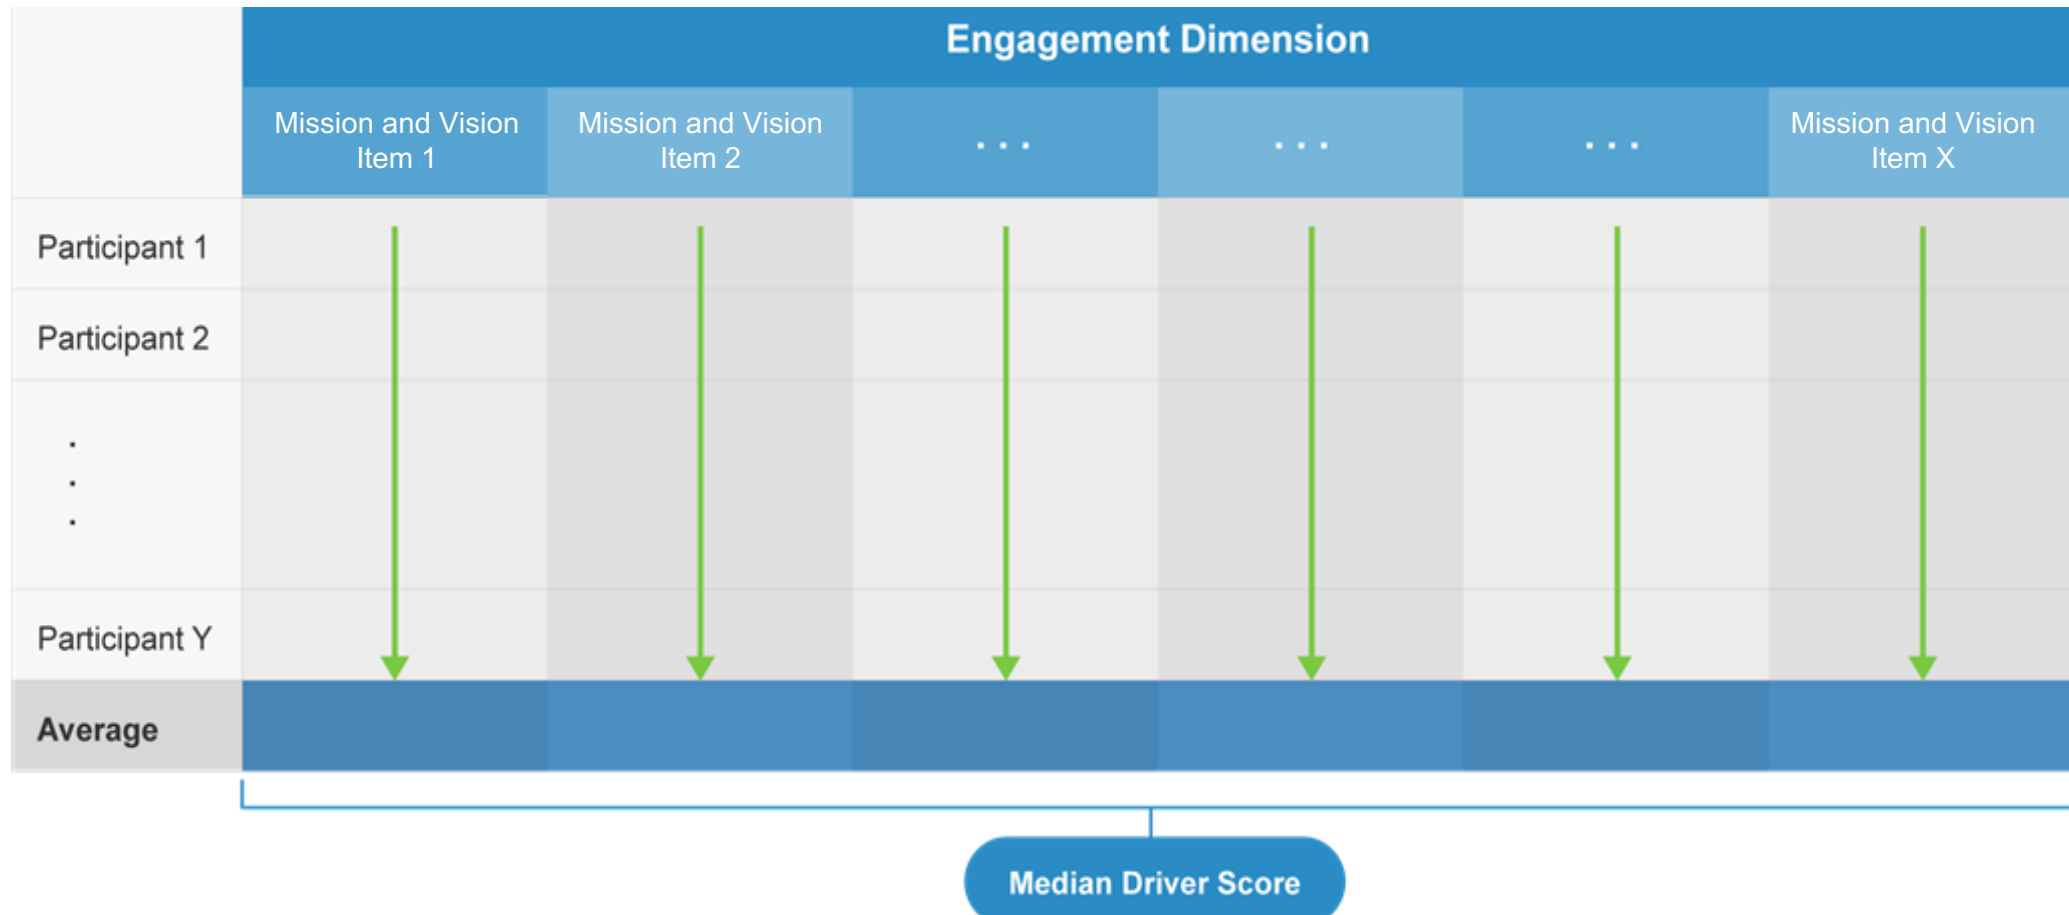 Engagement Dimension
Mission and Vision
Item 1
Mission and Vision
Item 2
. . .
. . .
. . .
Mission and Vision
Item X
Participant 1
Participant 2
.
.
.
Participant Y
Average
Median Driver Score